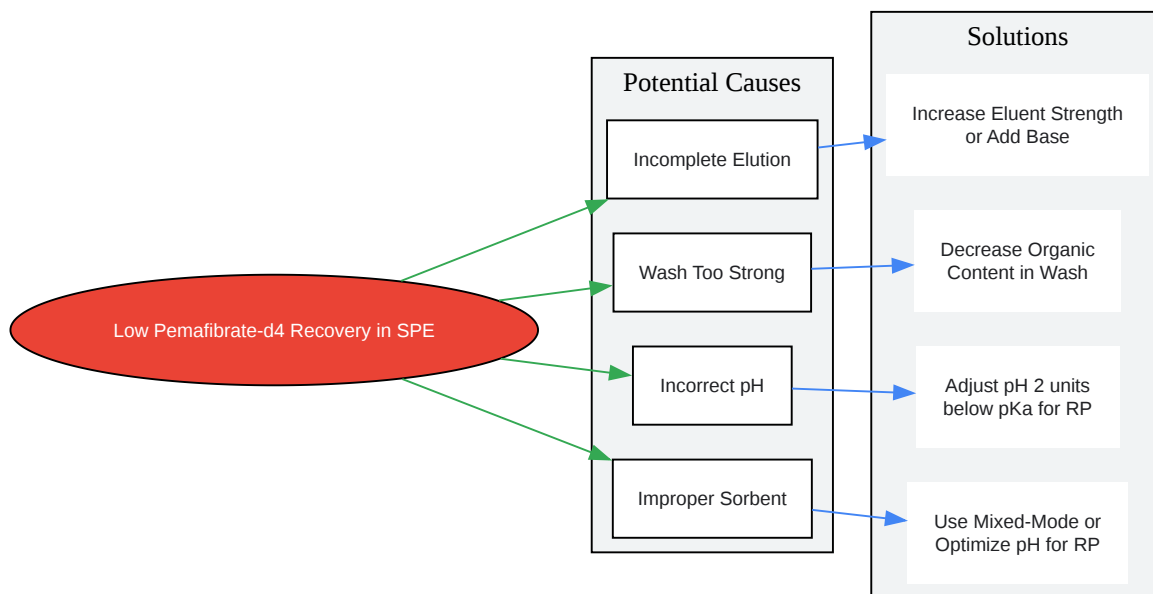 Low Pemafibrate-d4 Recovery in SPE
Potential Causes
Incomplete Elution
Wash Too Strong
Incorrect pH
Improper Sorbent
Solutions
Increase Eluent Strength
or Add Base
Decrease Organic
Content in Wash
Adjust pH 2 units
below pKa for RP
Use Mixed-Mode or
Optimize pH for RP